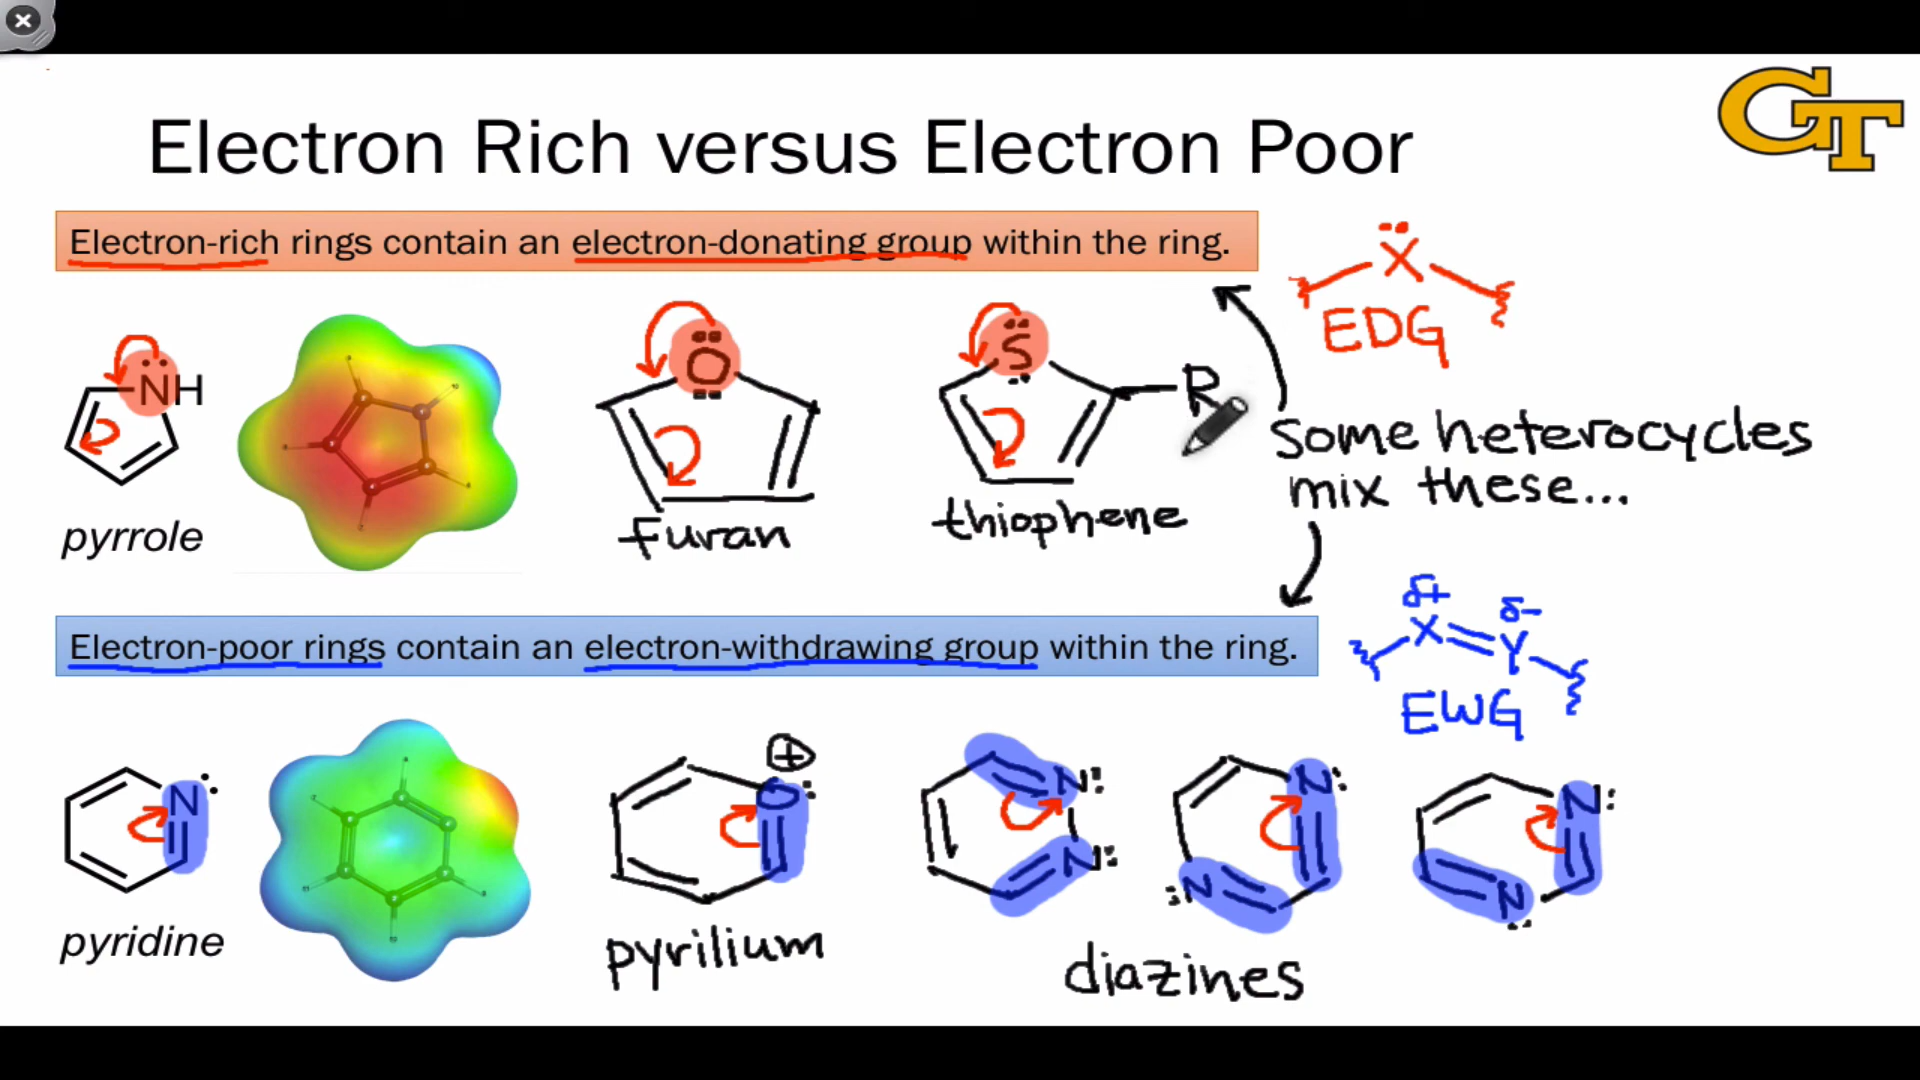 GT
Electron Rich versus Electron Poor
Electron-rich rings contain an electron-donating group within the ring.
X
EDG
NH
O
S
R
Some heterocycles
mix these...
pyrrole
furan
thiophene
Electron-poor rings contain an electron-withdrawing group within the ring.
δ+ δ-
X Y
EWG
N
+
O
N
N
N
N
N
N
pyridine
pyrilium
diazines